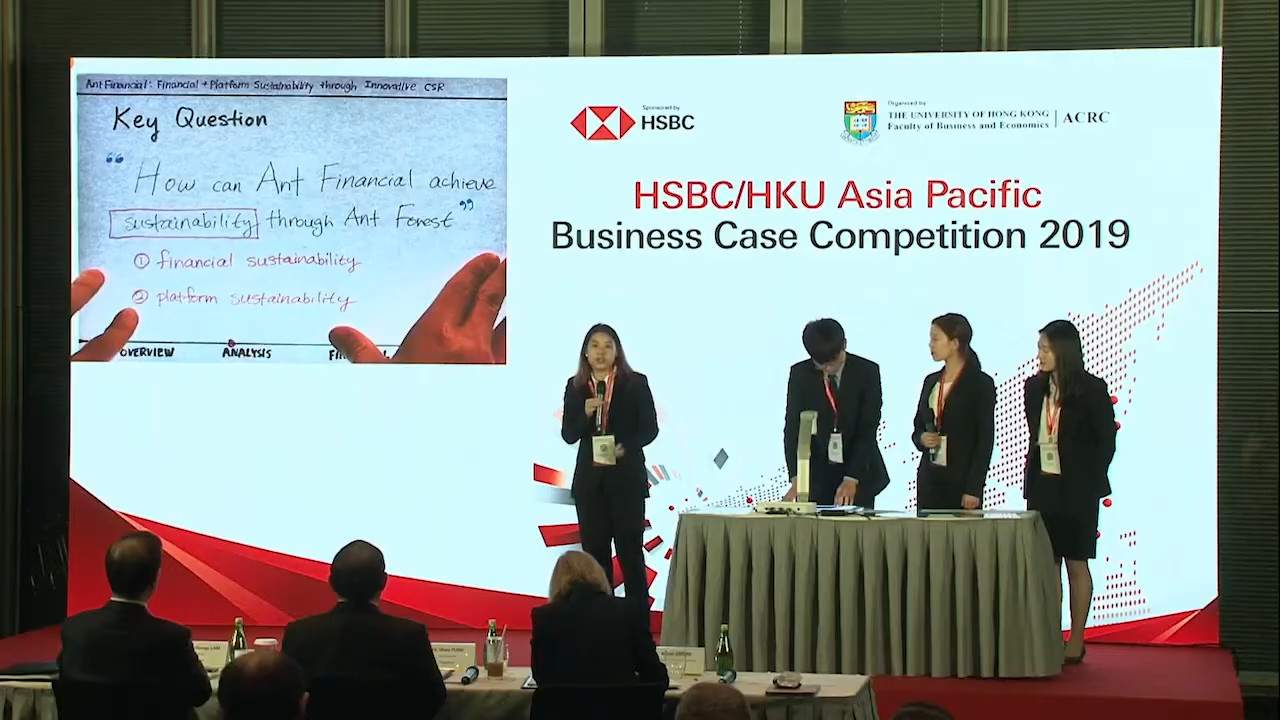 Ant Financial: Financial + Platform Sustainability through Innovative CSR
Key Question
"How can Ant Financial achieve
sustainability through Ant Forest"
① financial sustainability
② platform sustainability
OVERVIEW ANALYSIS
Sponsored by
HSBC
Organised by
THE UNIVERSITY OF HONG KONG
Faculty of Business and Economics
ACRC
HSBC/HKU Asia Pacific
Business Case Competition 2019